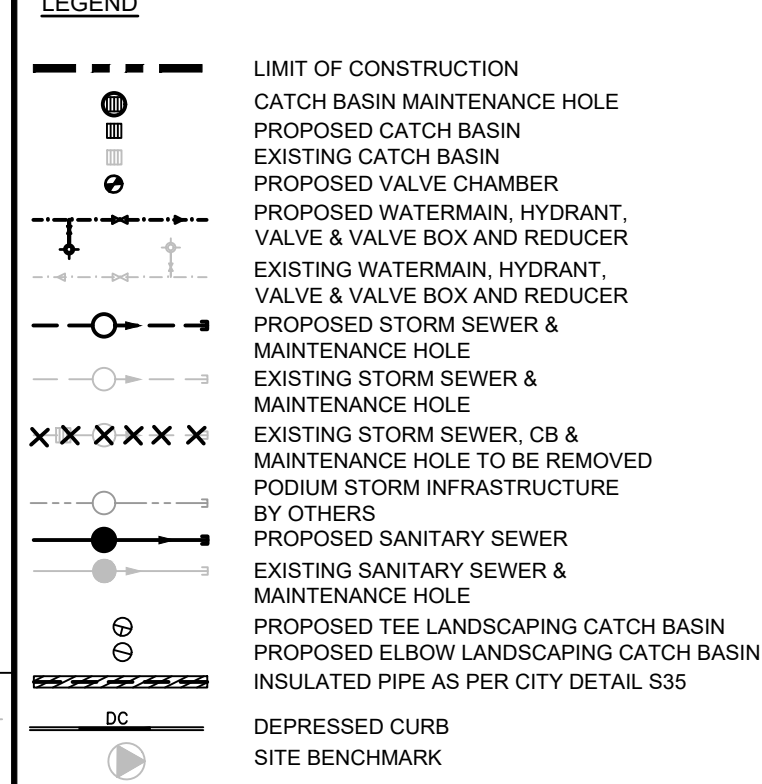 LEGEND
LIMIT OF CONSTRUCTION
CATCH BASIN MAINTENANCE HOLE
PROPOSED CATCH BASIN
EXISTING CATCH BASIN
PROPOSED VALVE CHAMBER
PROPOSED WATERMAIN, HYDRANT,
VALVE & VALVE BOX AND REDUCER
EXISTING WATERMAIN, HYDRANT,
VALVE & VALVE BOX AND REDUCER
PROPOSED STORM SEWER &
MAINTENANCE HOLE
EXISTING STORM SEWER &
MAINTENANCE HOLE
EXISTING STORM SEWER, CB &
MAINTENANCE HOLE TO BE REMOVED
PODIUM STORM INFRASTRUCTURE
BY OTHERS
PROPOSED SANITARY SEWER
EXISTING SANITARY SEWER &
MAINTENANCE HOLE
PROPOSED TEE LANDSCAPING CATCH BASIN
PROPOSED ELBOW LANDSCAPING CATCH BASIN
INSULATED PIPE AS PER CITY DETAIL S35
DC DEPRESSED CURB
SITE BENCHMARK